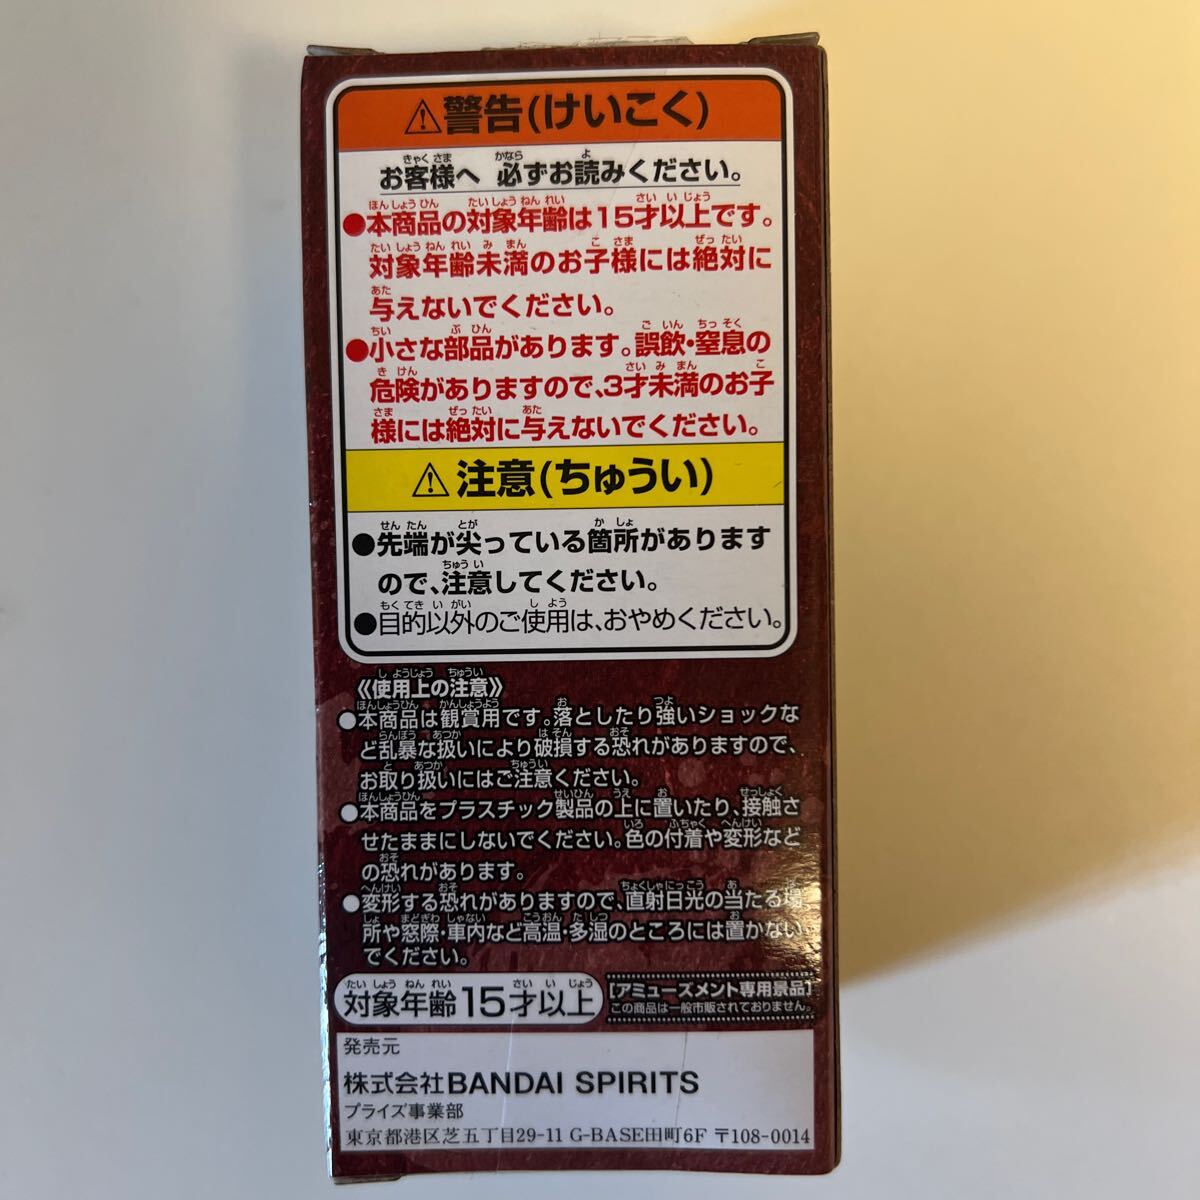 ⚠警告(けいこく)
お客様へ 必ずお読みください。
●本商品の対象年齢は15才以上です。
対象年齢未満のお子様には絶対に
与えないでください。
●小さな部品があります。誤飲・窒息の
危険がありますので、3才未満のお子
様には絶対に与えないでください。
⚠注意(ちゅうい)
●先端が尖っている箇所があります
ので、注意してください。
●目的以外のご使用は、おやめください。
《使用上の注意》
●本商品は観賞用です。落としたり強いショックな
ど乱暴な扱いにより破損する恐れがありますので、
お取り扱いにはご注意ください。
●本商品をプラスチック製品の上に置いたり、接触さ
せたままにしないでください。色の付着や変形など
の恐れがあります。
●変形する恐れがありますので、直射日光の当たる場
所や窓際・車内など高温・多湿のところには置かない
でください。
対象年齢15才以上
【アミューズメント専用景品】
この商品は一般市販されておりません。
発売元
株式会社BANDAI SPIRITS
プライズ事業部
東京都港区芝五丁目29-11 G-BASE田町6F 〒108-0014